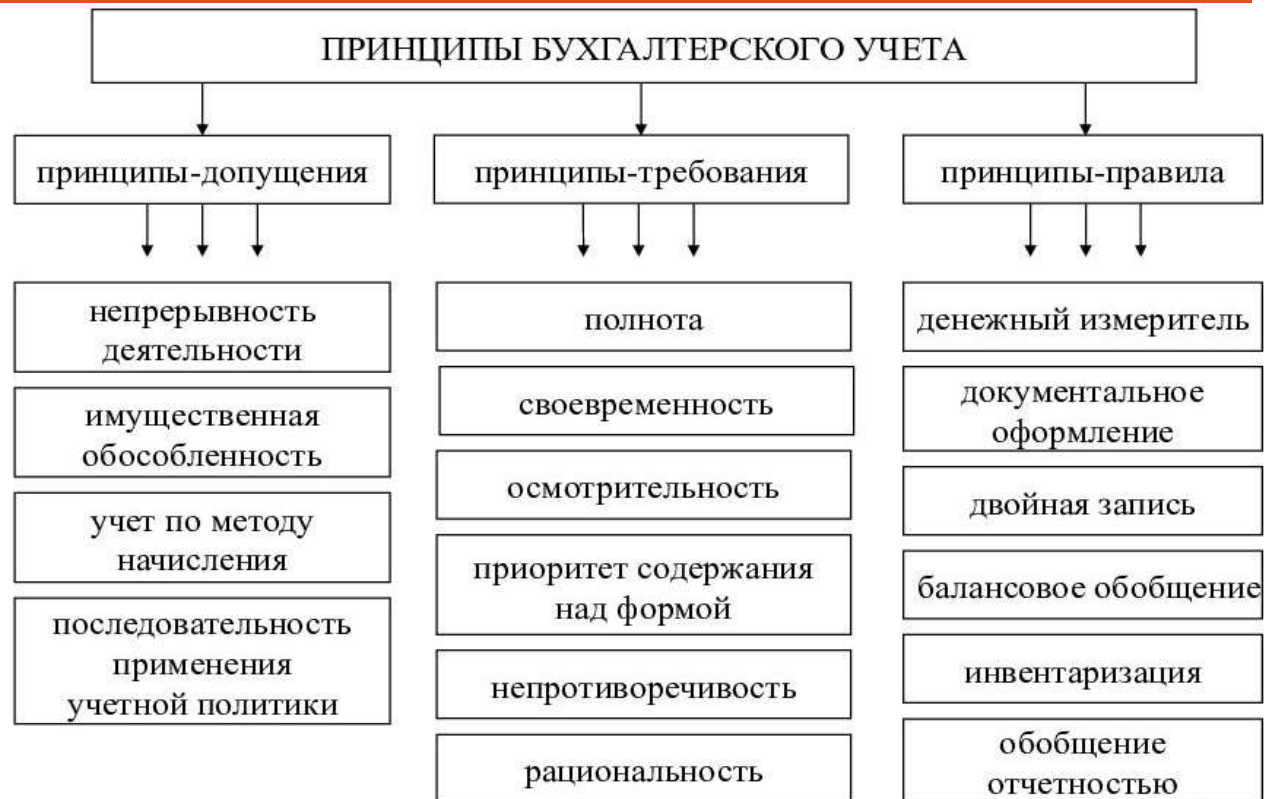 ПРИНЦИПЫ БУХГАЛТЕРСКОГО УЧЕТА
принципы-допущения
непрерывность
деятельности
имущественная
обособленность
учет по методу
начисления
последовательность
применения
учетной политики
принципы-требования
полнота
своевременность
осмотрительность
приоритет содержания
над формой
непротиворечивость
рациональность
принципы-правила
денежный измеритель
документальное
оформление
двойная запись
балансовое обобщение
инвентаризация
обобщение
отчетностью